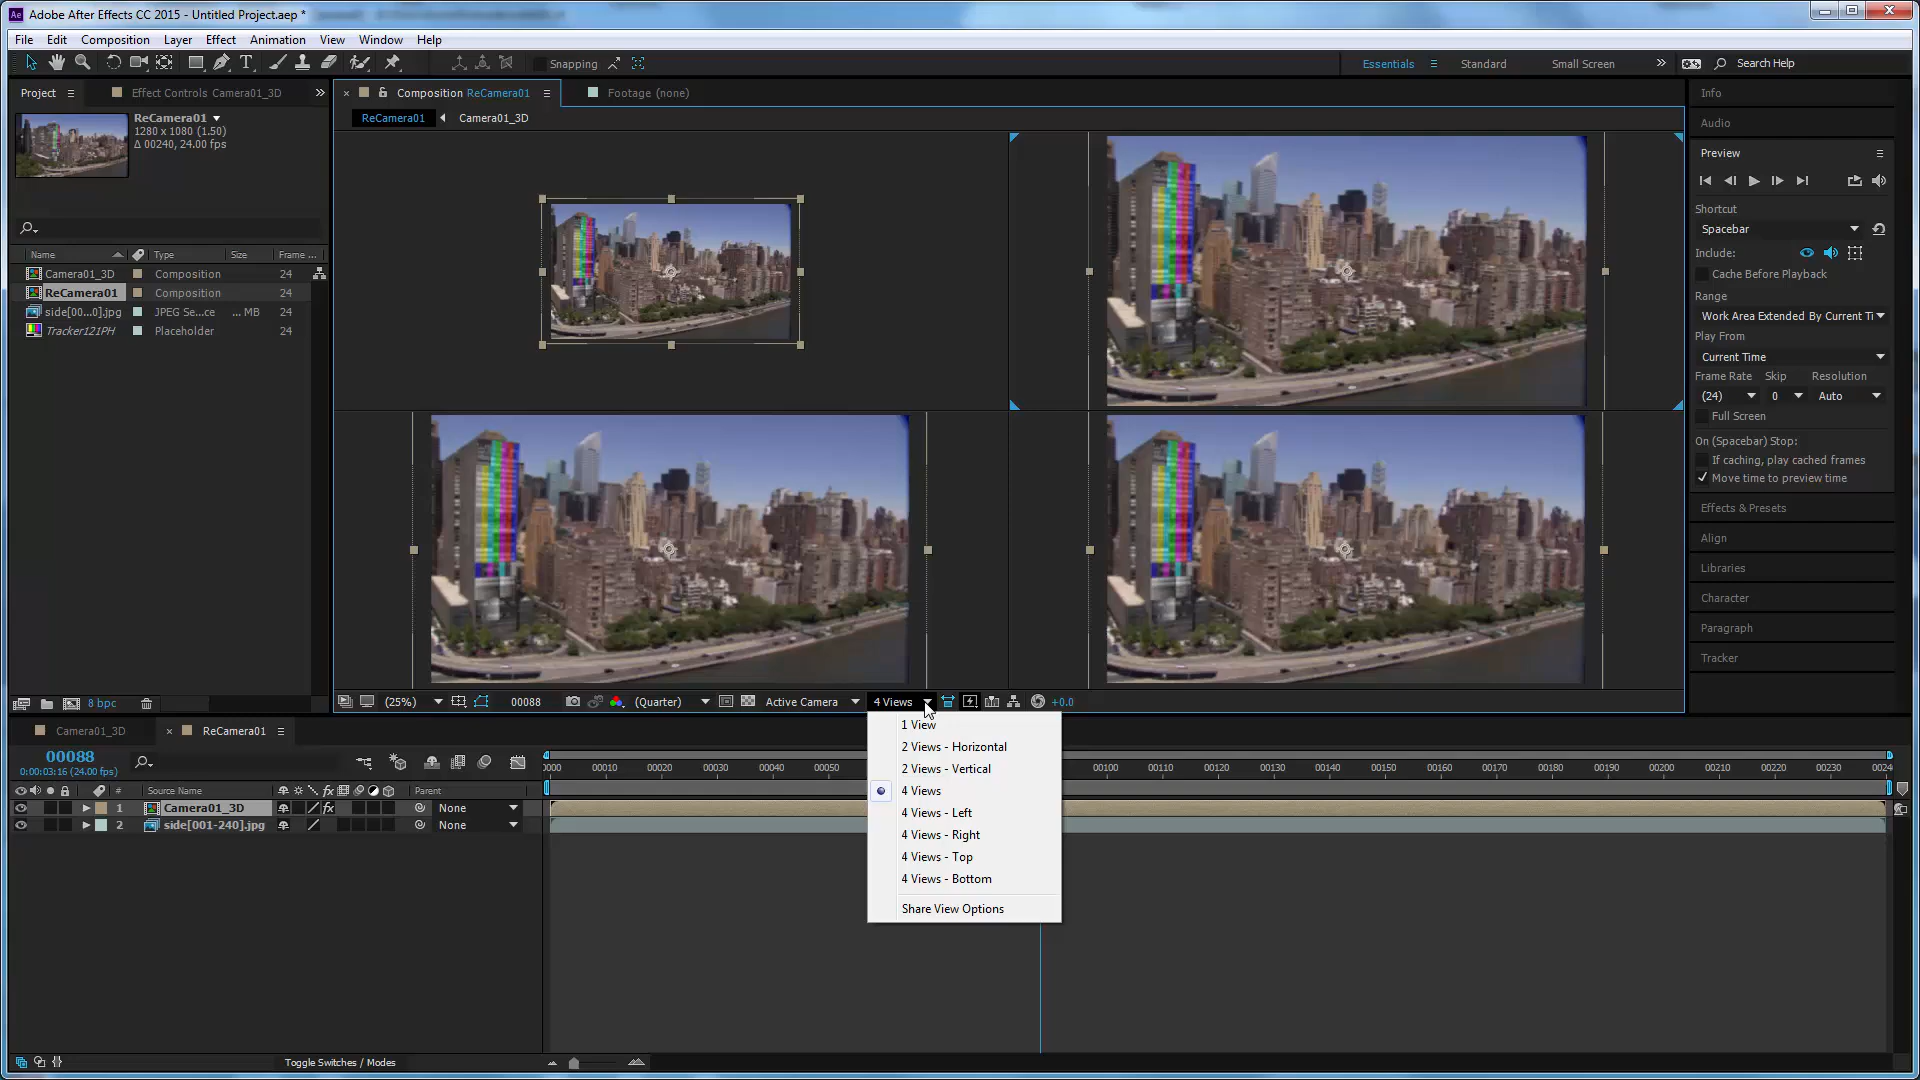 Adobe After Effects CC 2015 - Untitled Project.aep *
File Edit Composition Layer Effect Animation View Window Help
Snapping
Essentials Standard Small Screen Search Help
Project Effect Controls Camera01_3D
Composition ReCamera01
Footage (none)
ReCamera01 Camera01_3D
ReCamera01
1280 x 1080 (1.50)
Δ 00240, 24.00 fps
Name Type Size Frame ...
Camera01_3D Composition 24
ReCamera01 Composition 24
side[00...0].jpg JPEG Se...ce ... MB 24
Tracker121PH Placeholder 24
8 bpc
(25%) 00088 (Quarter) Active Camera 4 Views +0.0
Info
Audio
Preview
Shortcut
Spacebar
Include:
Cache Before Playback
Range
Work Area Extended By Current Ti
Play From
Current Time
Frame Rate Skip Resolution
(24) 0 Auto
Full Screen
On (Spacebar) Stop:
If caching, play cached frames
Move time to preview time
Effects & Presets
Align
Libraries
Character
Paragraph
Tracker
1 View
2 Views - Horizontal
2 Views - Vertical
4 Views
4 Views - Left
4 Views - Right
4 Views - Top
4 Views - Bottom
Share View Options
Camera01_3D ReCamera01
00088
0:00:03:16 (24.00 fps)
0000 00010 00020 00030 00040 00050 00100 00110 00120 00130 00140 00150 00160 00170 00180 00190 00200 00210 00220 00230 0024
# Source Name Parent
1 Camera01_3D None
2 side[001-240].jpg None
Toggle Switches / Modes